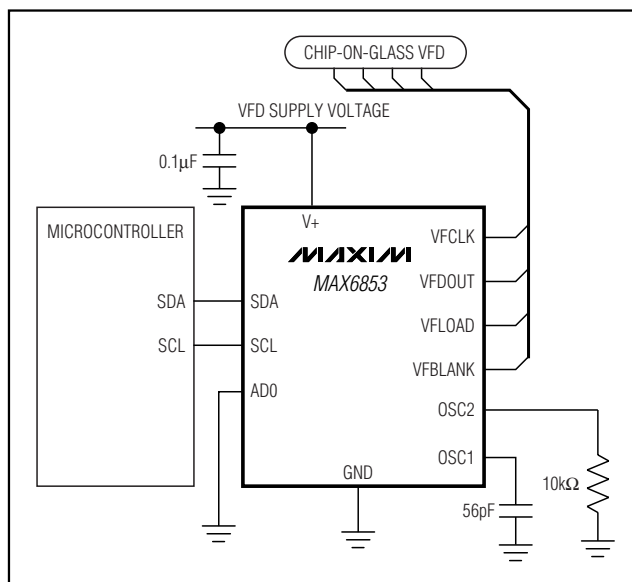 CHIP-ON-GLASS VFD
VFD SUPPLY VOLTAGE
0.1μF
MICROCONTROLLER
V+
MAXIM
MAX6853
VFCLK
VFDOUT
SDA
SDA
VFLOAD
SCL
SCL
VFBLANK
AD0
OSC2
OSC1
GND
10kΩ
56pF